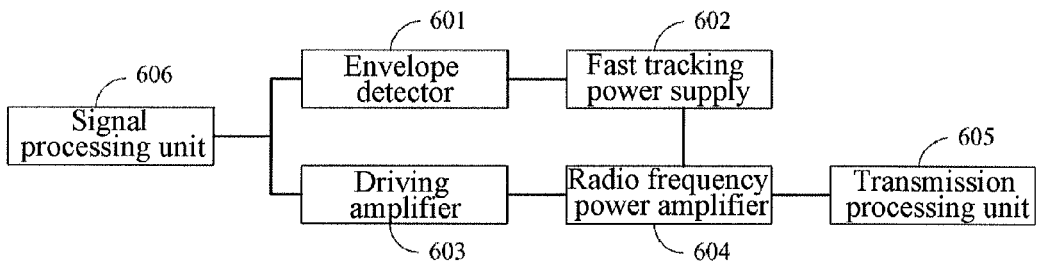 601
602
606
Envelope
detector
Fast tracking
power supply
Signal
processing unit
605
Driving
amplifier
Radio frequency
power amplifier
Transmission
processing unit
603
604